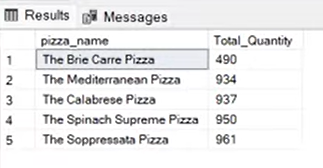 Results Messages
pizza_name Total_Quantity
1 The Brie Carre Pizza 490
2 The Mediterranean Pizza 934
3 The Calabrese Pizza 937
4 The Spinach Supreme Pizza 950
5 The Soppressata Pizza 961